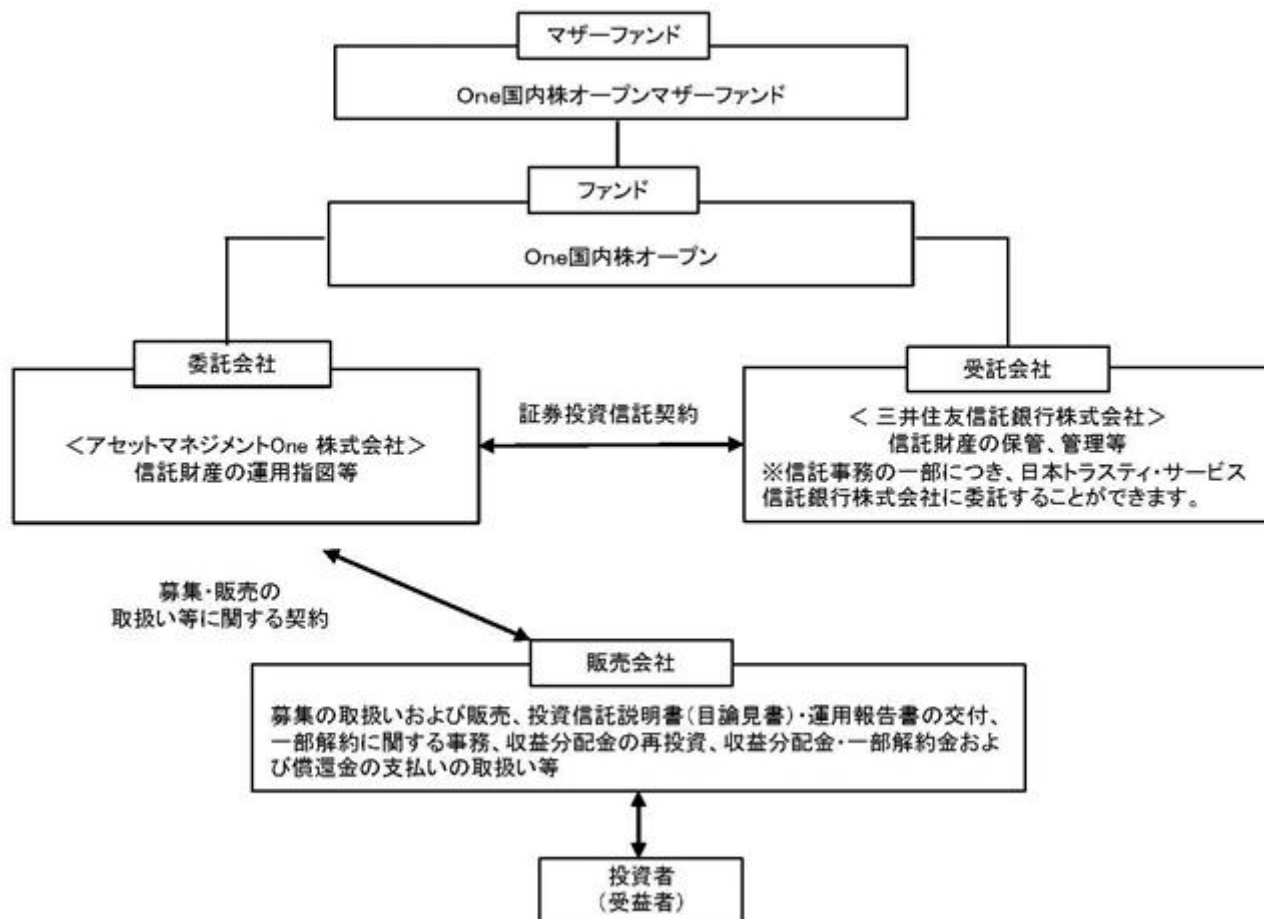 マザーファンド
One国内株オープンマザーファンド
ファンド
One国内株オープン
委託会社
<アセットマネジメントOne 株式会社>
信託財産の運用指図等
証券投資信託契約
受託会社
< 三井住友信託銀行株式会社>
信託財産の保管、管理等
※信託事務の一部につき、日本トラスティ・サービス
信託銀行株式会社に委託することができます。
募集・販売の
取扱い等に関する契約
販売会社
募集の取扱いおよび販売、投資信託説明書(目論見書)・運用報告書の交付、
一部解約に関する事務、収益分配金の再投資、収益分配金・一部解約金およ
び償還金の支払いの取扱い等
投資者
(受益者)